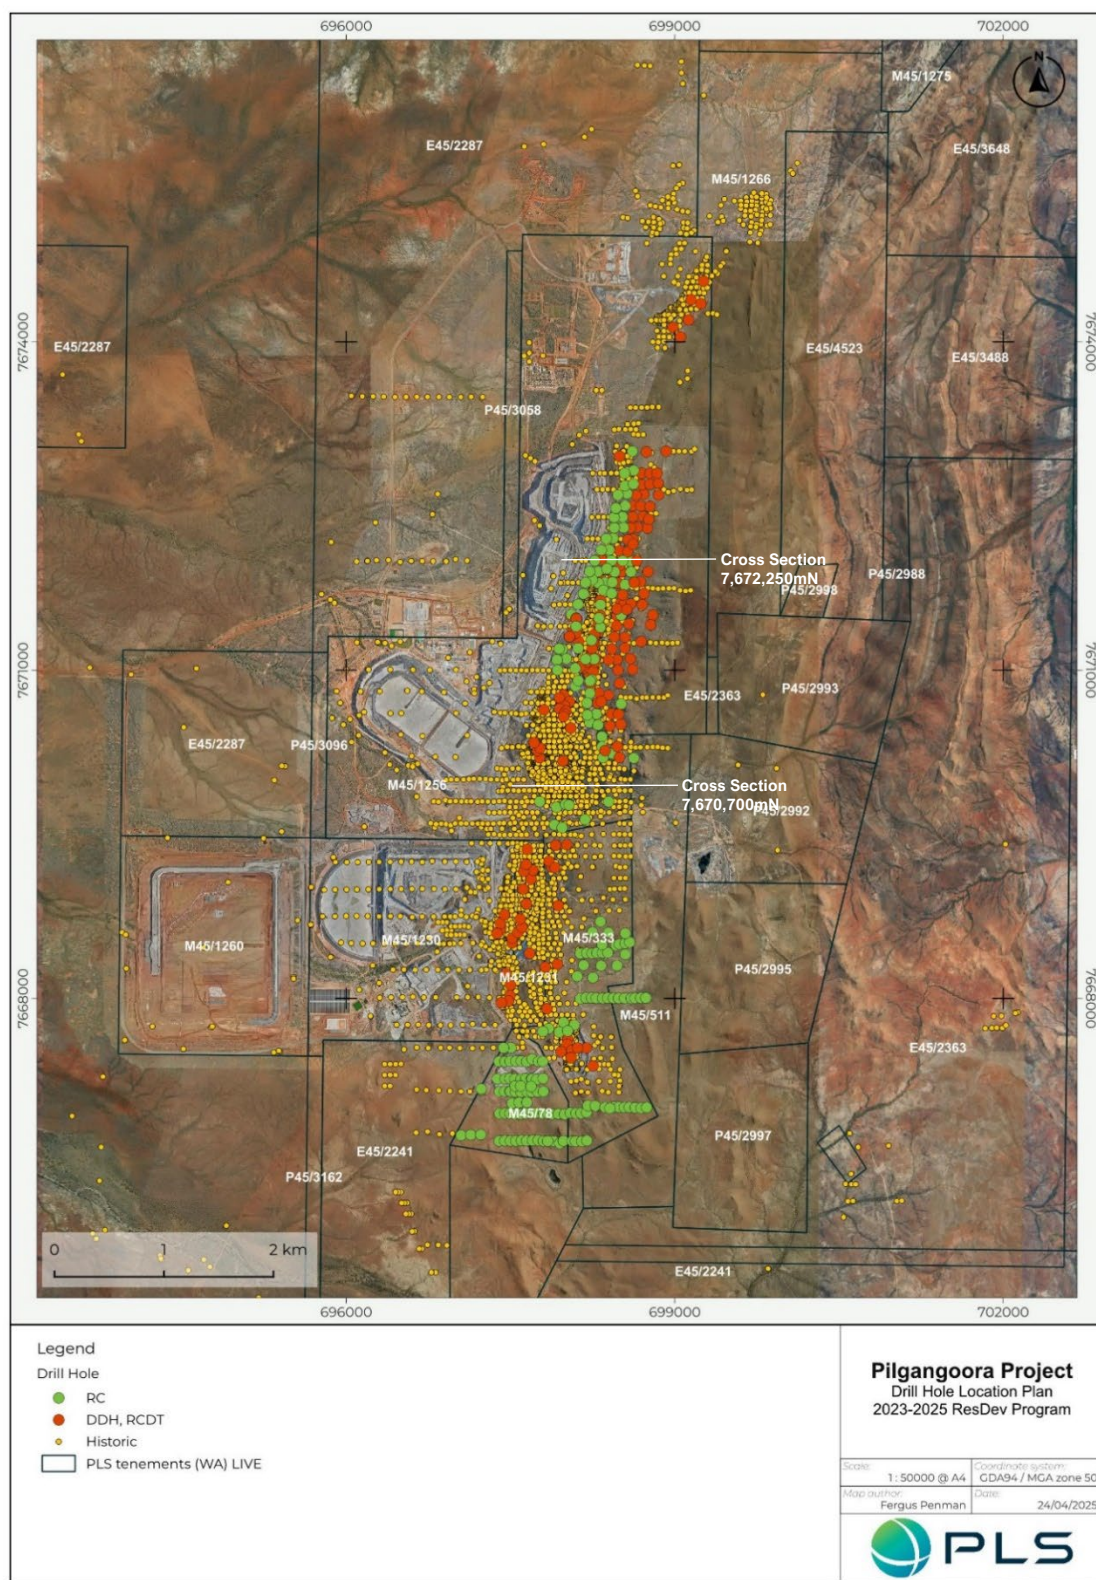 696000
699000
702000
N
M45/1275
E45/2287
E45/3648
M45/1266
7674000
7674000
E45/2287
E45/4523
E45/3488
P45/3058
Cross Section
7,672,250mN
P45/2988
P45/2998
7671000
7671000
P45/2993
E45/2363
E45/2287
P45/3096
M45/1256
Cross Section
7,670,700mN
P45/2992
M45/1260
M45/1230
M45/333
P45/2995
M45/1291
7668000
7668000
M45/511
E45/2363
M45/78
P45/2997
E45/2241
P45/3162
0 1 2 km
E45/2241
696000
699000
702000
Legend
Drill Hole
RC
DDH, RCDT
Historic
PLS tenements (WA) LIVE
Pilgangoora Project
Drill Hole Location Plan
2023-2025 ResDev Program
Scale:
1 : 50000 @ A4
Coordinate system:
GDA94 / MGA zone 50
Map author:
Fergus Penman
Date:
24/04/2025
PLS